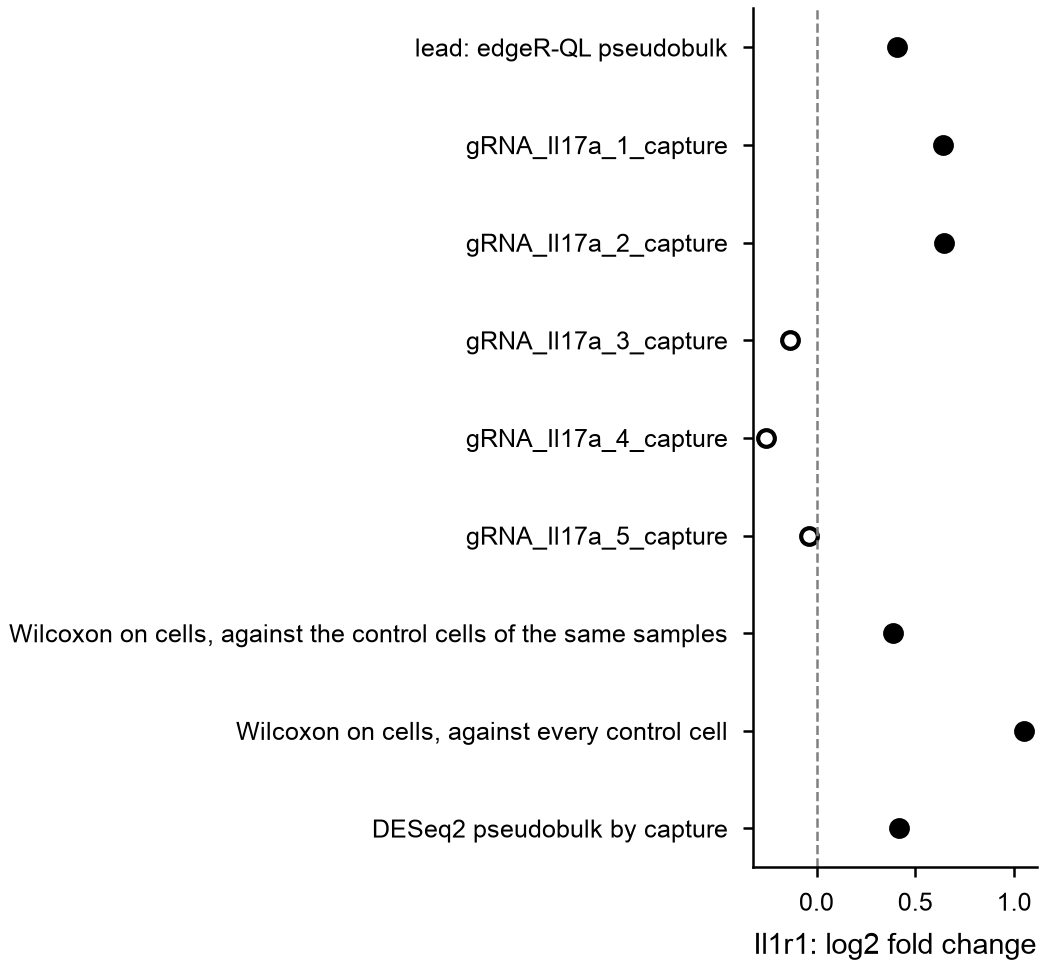 lead: edgeR-QL pseudobulk
gRNA_Il17a_1_capture
gRNA_Il17a_2_capture
gRNA_Il17a_3_capture
gRNA_Il17a_4_capture
gRNA_Il17a_5_capture
Wilcoxon on cells, against the control cells of the same samples
Wilcoxon on cells, against every control cell
DESeq2 pseudobulk by capture
0.0 0.5 1.0
Il1r1: log2 fold change